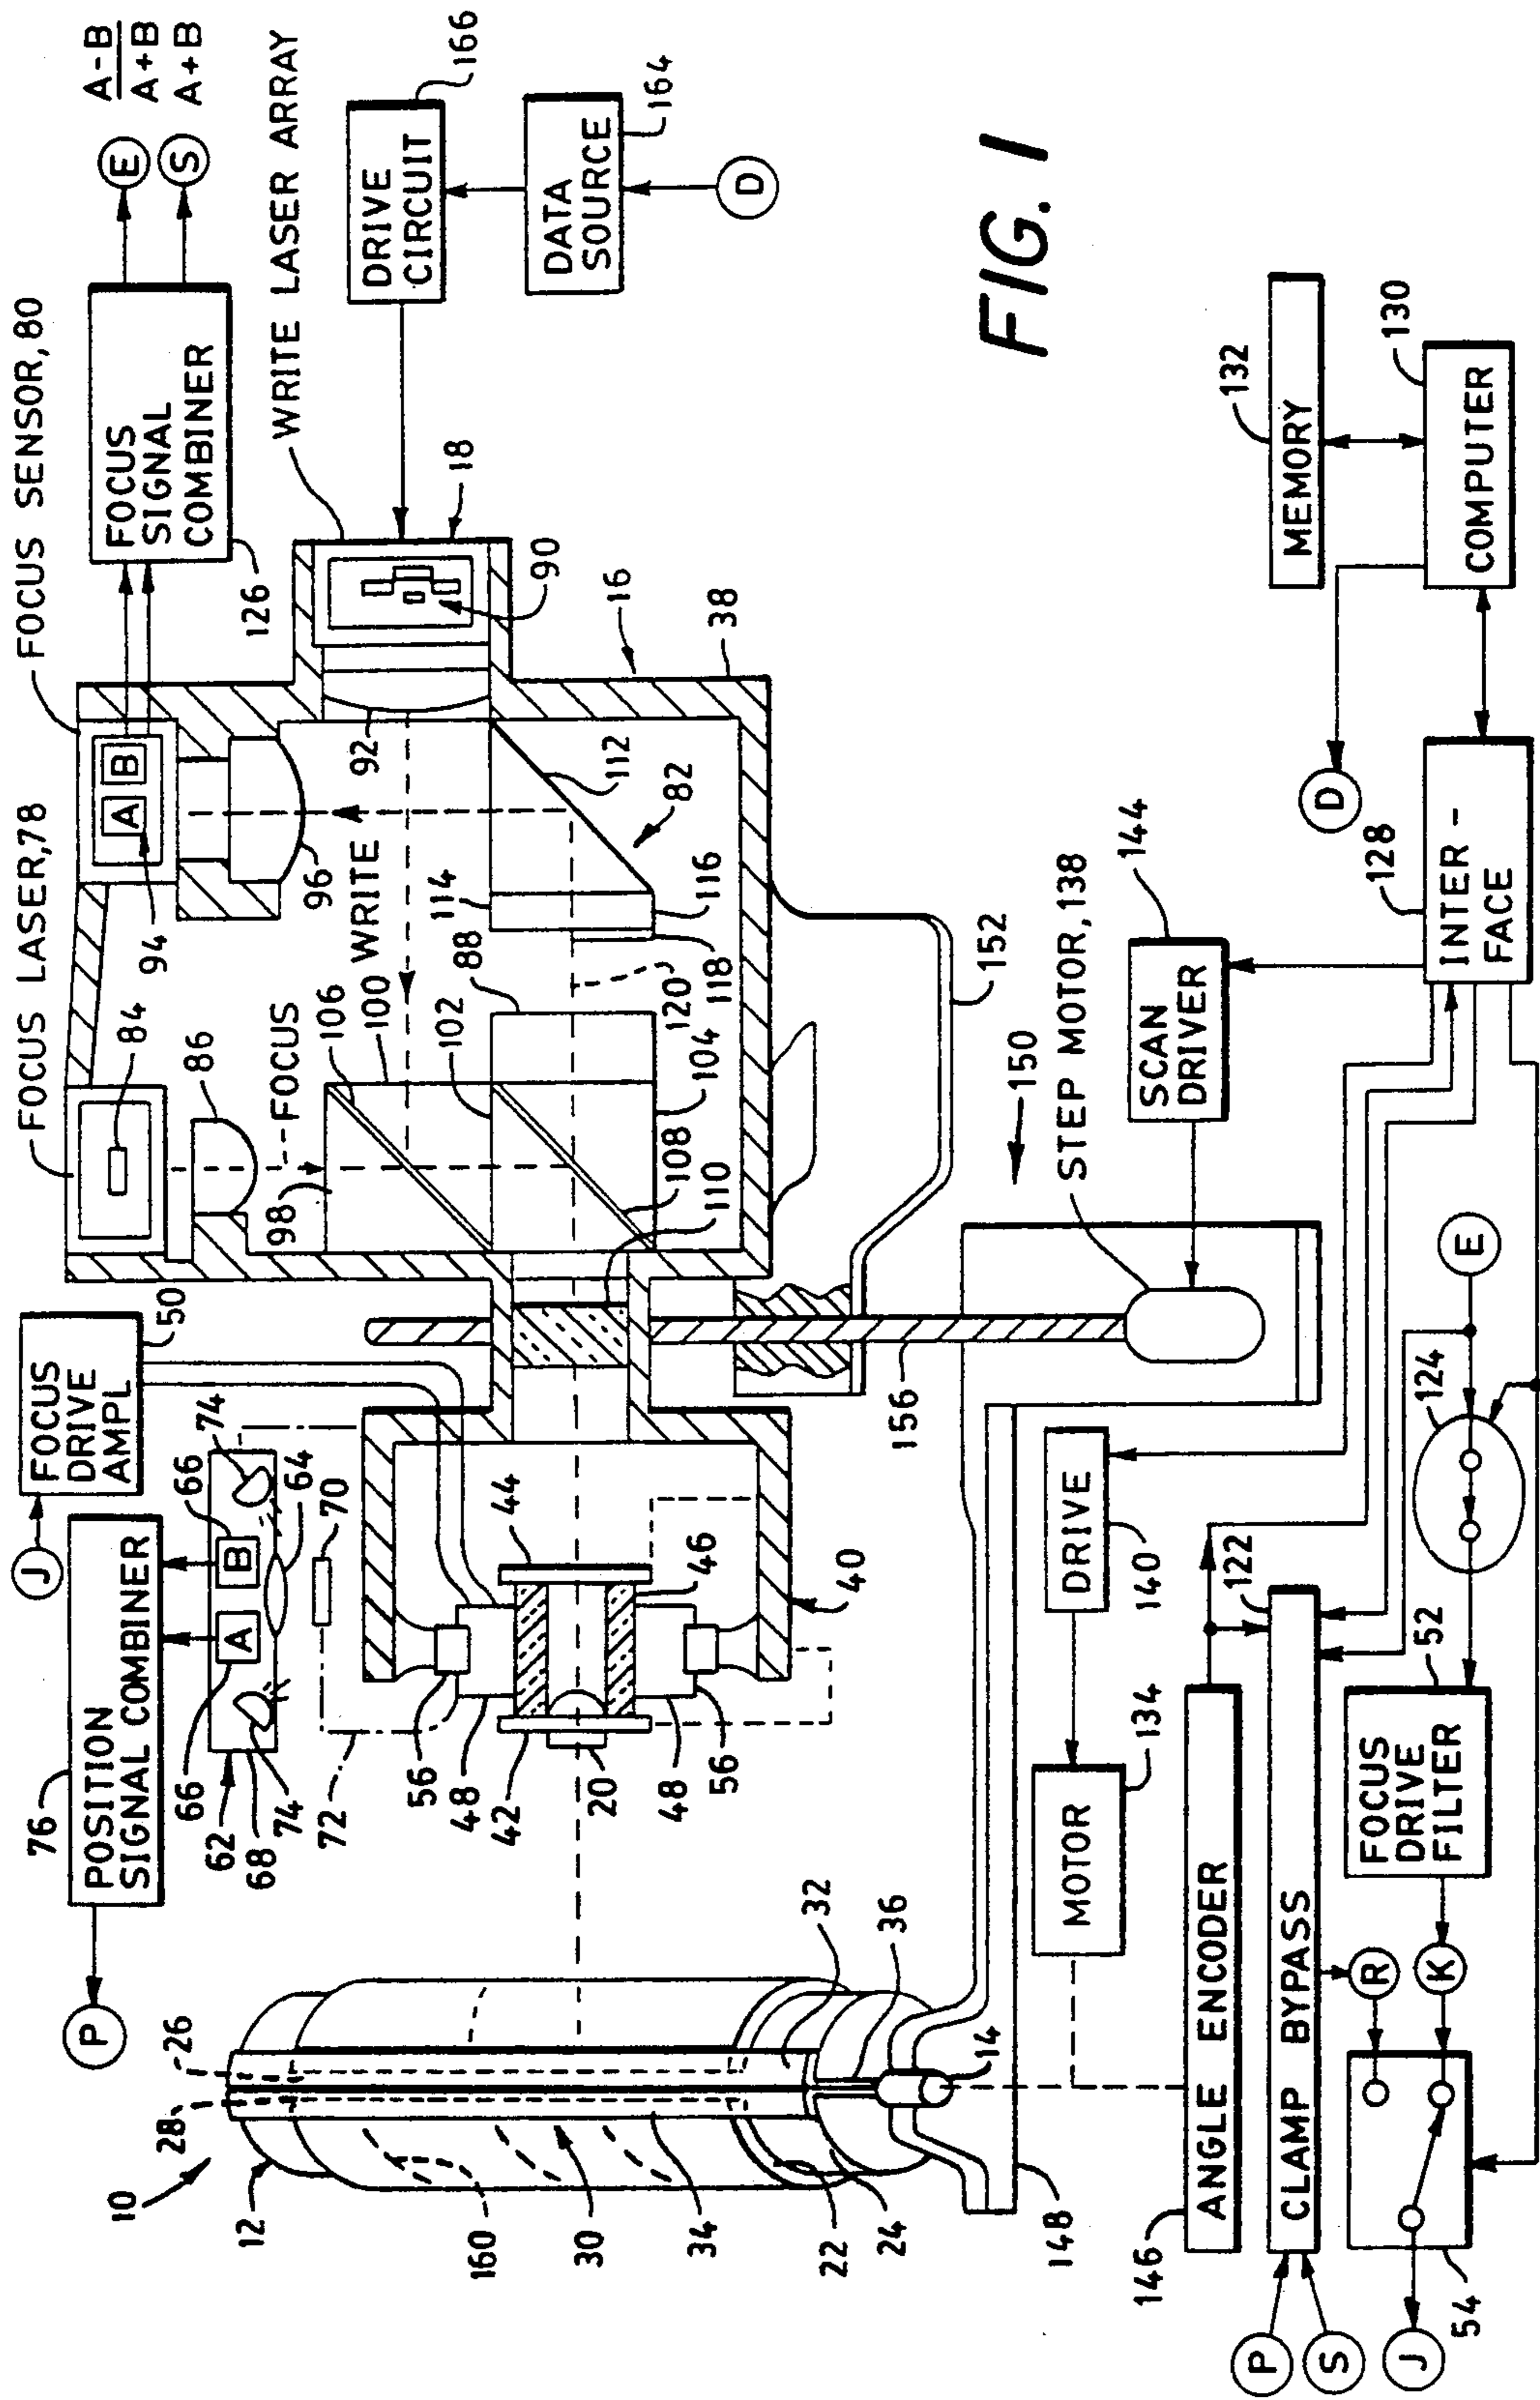 FOCUS LASER,78
FOCUS SENSOR,80
84
86
--FOCUS
94
A
B
96
FOCUS
SIGNAL
COMBINER
126
E
A-B
A+B
S
A+B
WRITE LASER ARRAY
18
90
92
DRIVE
CIRCUIT
166
DATA
SOURCE
164
D
16
38
98
106
100
WRITE
102
88
104
108
110
112
82
114
116
118
120
J
FOCUS
DRIVE
AMPL
50
76
POSITION
SIGNAL COMBINER
P
62
68
66
A
66
B
74
74
64
70
72
56
48
42
20
48
56
44
46
40
10
12
28
26
160
30
34
22
24
32
36
14
148
152
150
STEP MOTOR,138
156
144
SCAN
DRIVER
DRIVE
140
MOTOR
134
146
ANGLE ENCODER
122
CLAMP BYPASS
P
S
R
K
J
54
52
FOCUS
DRIVE
FILTER
124
E
128
INTER-
FACE
D
130
COMPUTER
132
MEMORY
FIG. 1